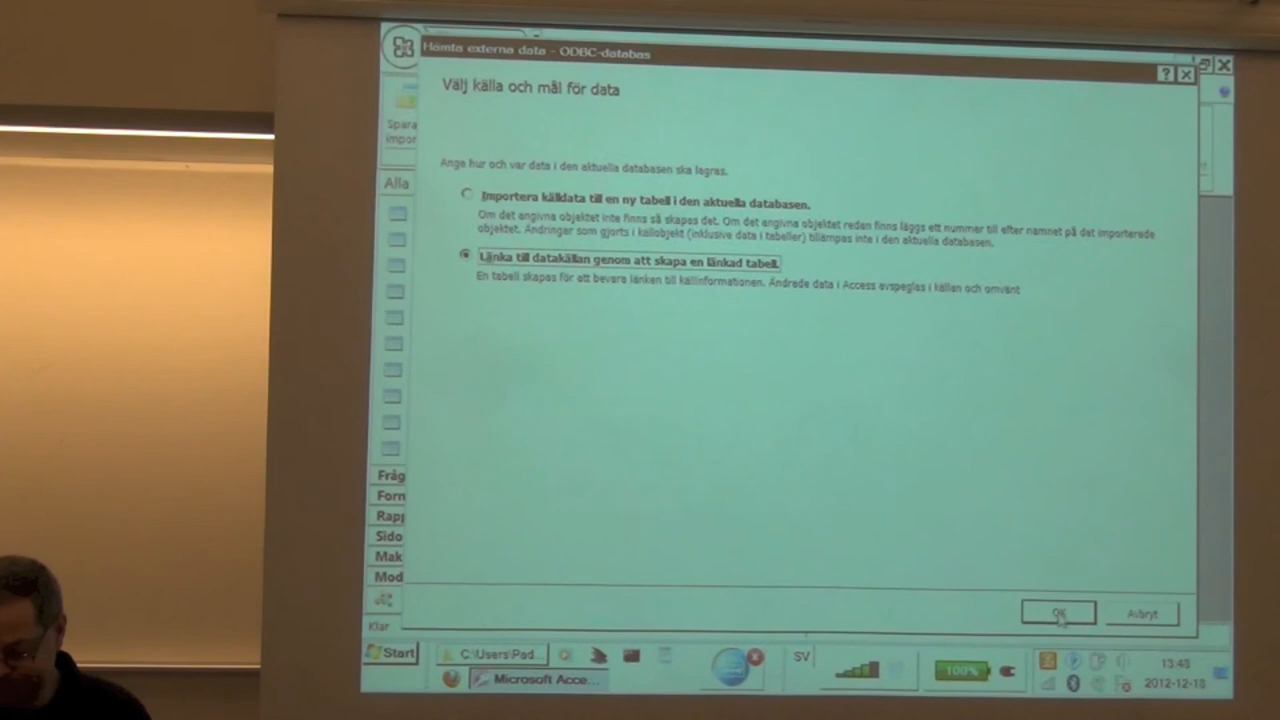 Hämta externa data - ODBC-databas
Välj källa och mål för data
Spara
impor
Ange hur och var data i den aktuella databasen ska lagras.
Alla
Importera källdata till en ny tabell i den aktuella databasen.
Om det angivna objektet inte finns så skapas det. Om det angivna objektet redan finns läggs ett nummer till efter namnet på det importerade
objektet. Ändringar som gjorts i källobjekt (inklusive data i tabeller) tillämpas inte i den aktuella databasen.
Länka till datakällan genom att skapa en länkad tabell.
En tabell skapas för att bevara länken till källinformationen. Ändrade data i Access avspeglas i källan och omvänt
Fråg
Form
Rapp
Sido
Mak
Mod
OK
Avbryt
Klar
Start
C:\Users\Pad...
SV
100%
13:48
Microsoft Acce...
2012-12-18